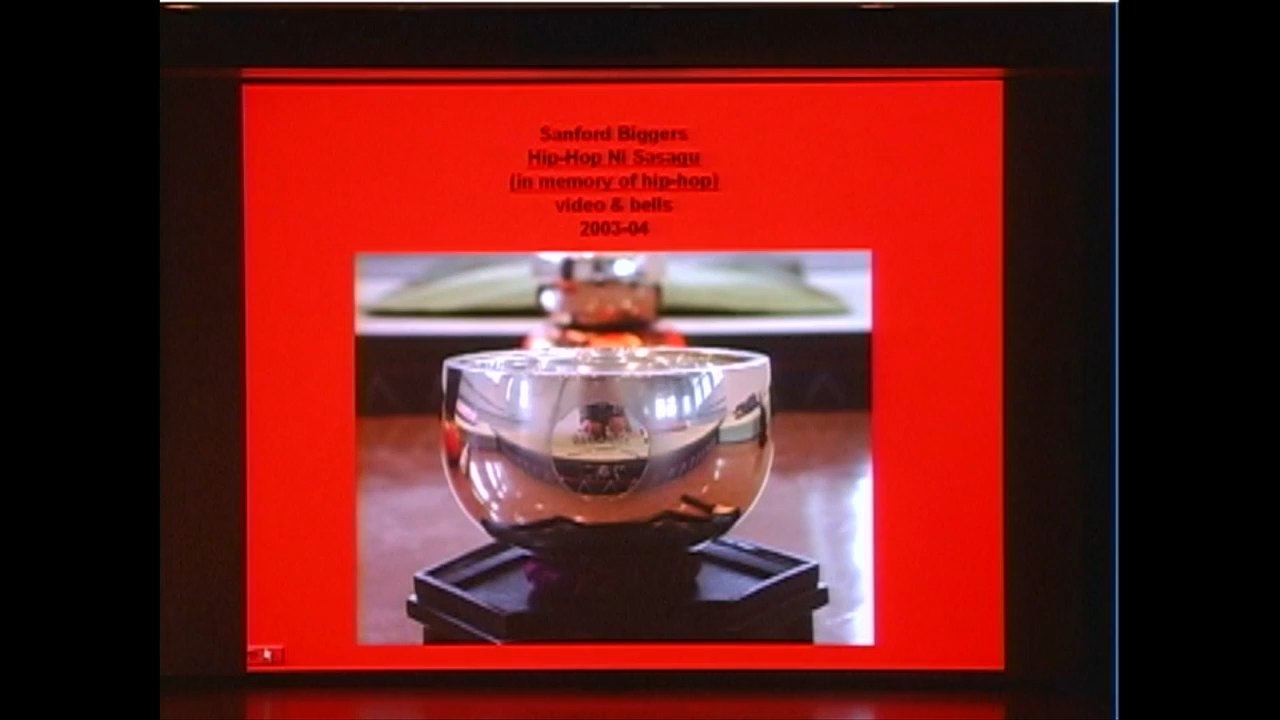 Sanford Biggers
Hip-Hop Ni Sasagu
(in memory of hip-hop)
video & bells
2003-04